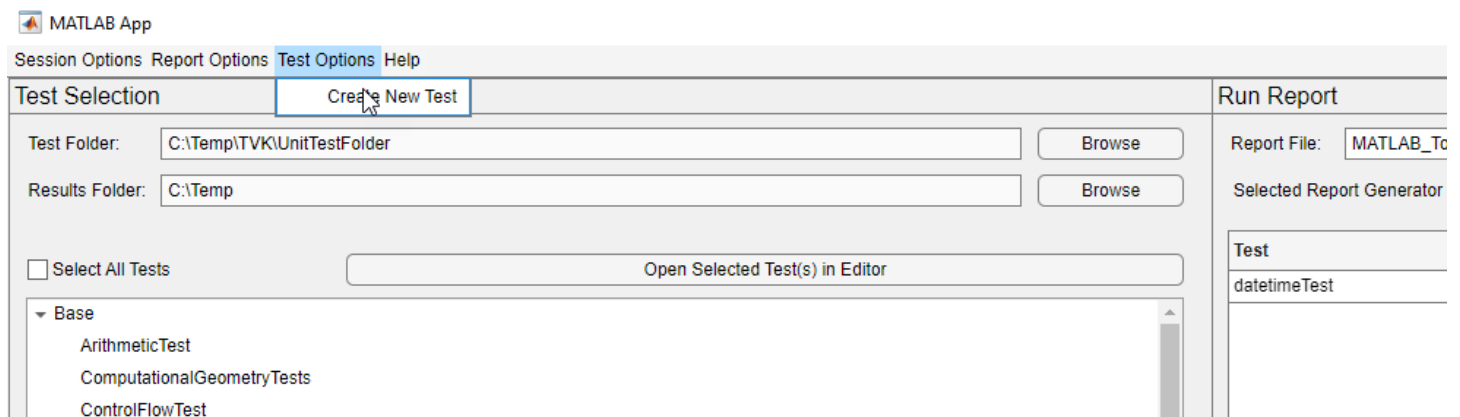 MATLAB App
Session Options Report Options Test Options Help
Test Selection
Create New Test
Run Report
Test Folder: C:\Temp\TVK\UnitTestFolder Browse
Report File: MATLAB_To
Results Folder: C:\Temp Browse
Selected Report Generator
Select All Tests Open Selected Test(s) in Editor
Test
datetimeTest
Base
ArithmeticTest
ComputationalGeometryTests
ControlFlowTest